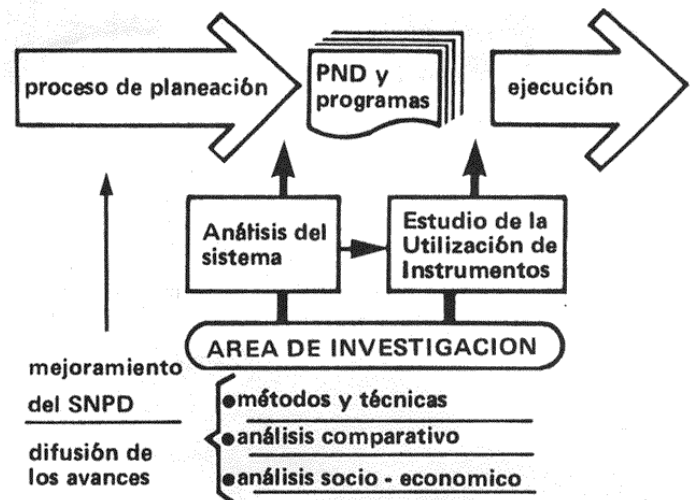 proceso de planeación
PND y
programas
ejecución
Análisis del
sistema
Estudio de la
Utilización de
Instrumentos
AREA DE INVESTIGACION
mejoramiento
del SNPD
difusión de
los avances
métodos y técnicas
análisis comparativo
análisis socio - economico